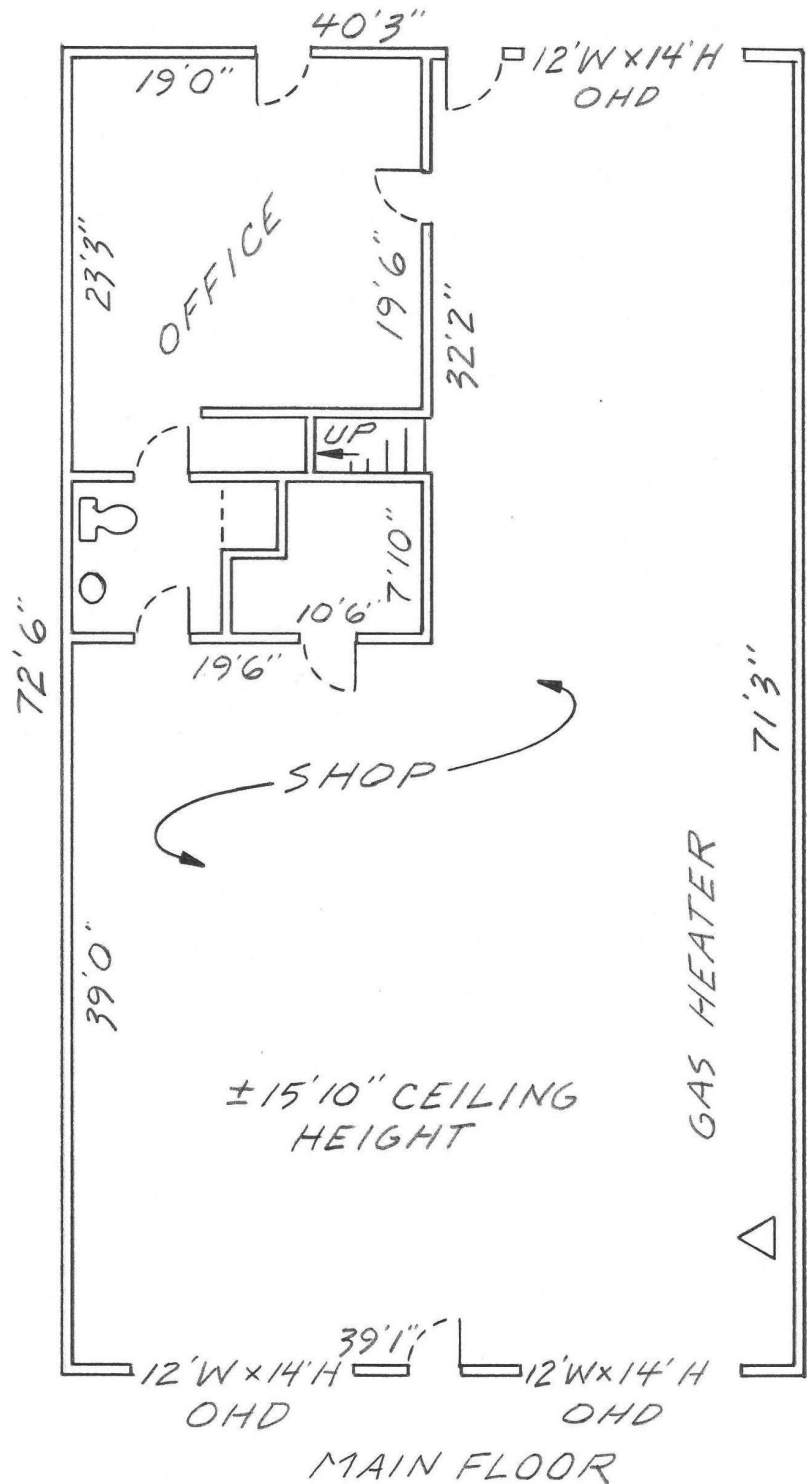 40'3"
19'0"
12'W x 14'H
OHD
23'3"
OFFICE
19'6"
32'2"
UP
7'10"
10'6"
19'6"
72'6"
71'3"
SHOP
39'0"
GAS HEATER
±15'10" CEILING
HEIGHT
39'1"
12'W x 14'H
OHD
12'W x 14'H
OHD
MAIN FLOOR